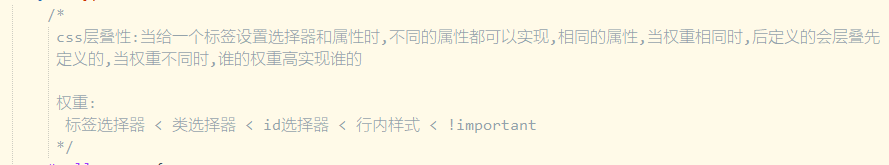 /*
css层叠性:当给一个标签设置选择器和属性时,不同的属性都可以实现,相同的属性,当权重相同时,后定义的会层叠先
定义的,当权重不同时,谁的权重高实现谁的
权重:
标签选择器 < 类选择器 < id选择器 < 行内样式 < !important
*/